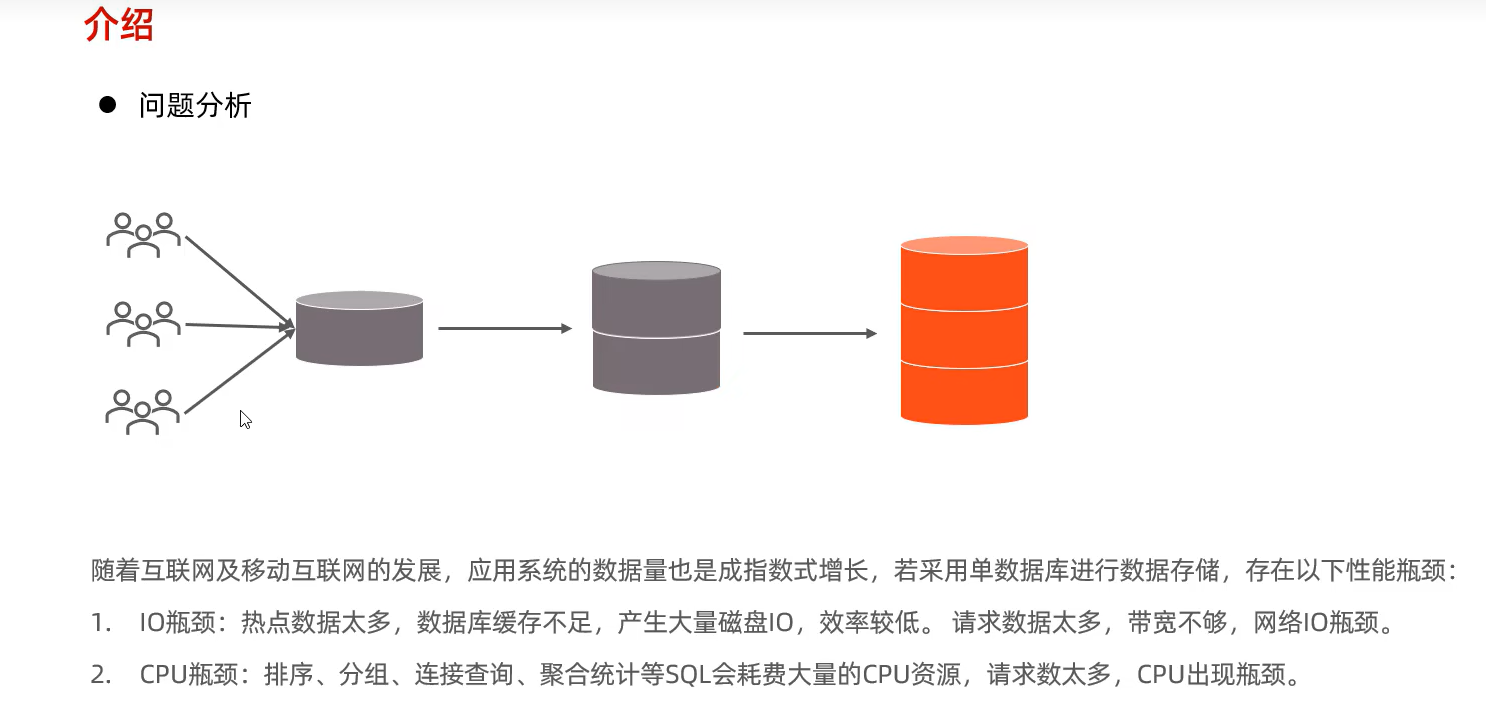 介绍
● 问题分析
随着互联网及移动互联网的发展，应用系统的数据量也是成指数式增长，若采用单数据库进行数据存储，存在以下性能瓶颈：
1. IO瓶颈：热点数据太多，数据库缓存不足，产生大量磁盘IO，效率较低。 请求数据太多，带宽不够，网络IO瓶颈。
2. CPU瓶颈：排序、分组、连接查询、聚合统计等SQL会耗费大量的CPU资源，请求数太多，CPU出现瓶颈。